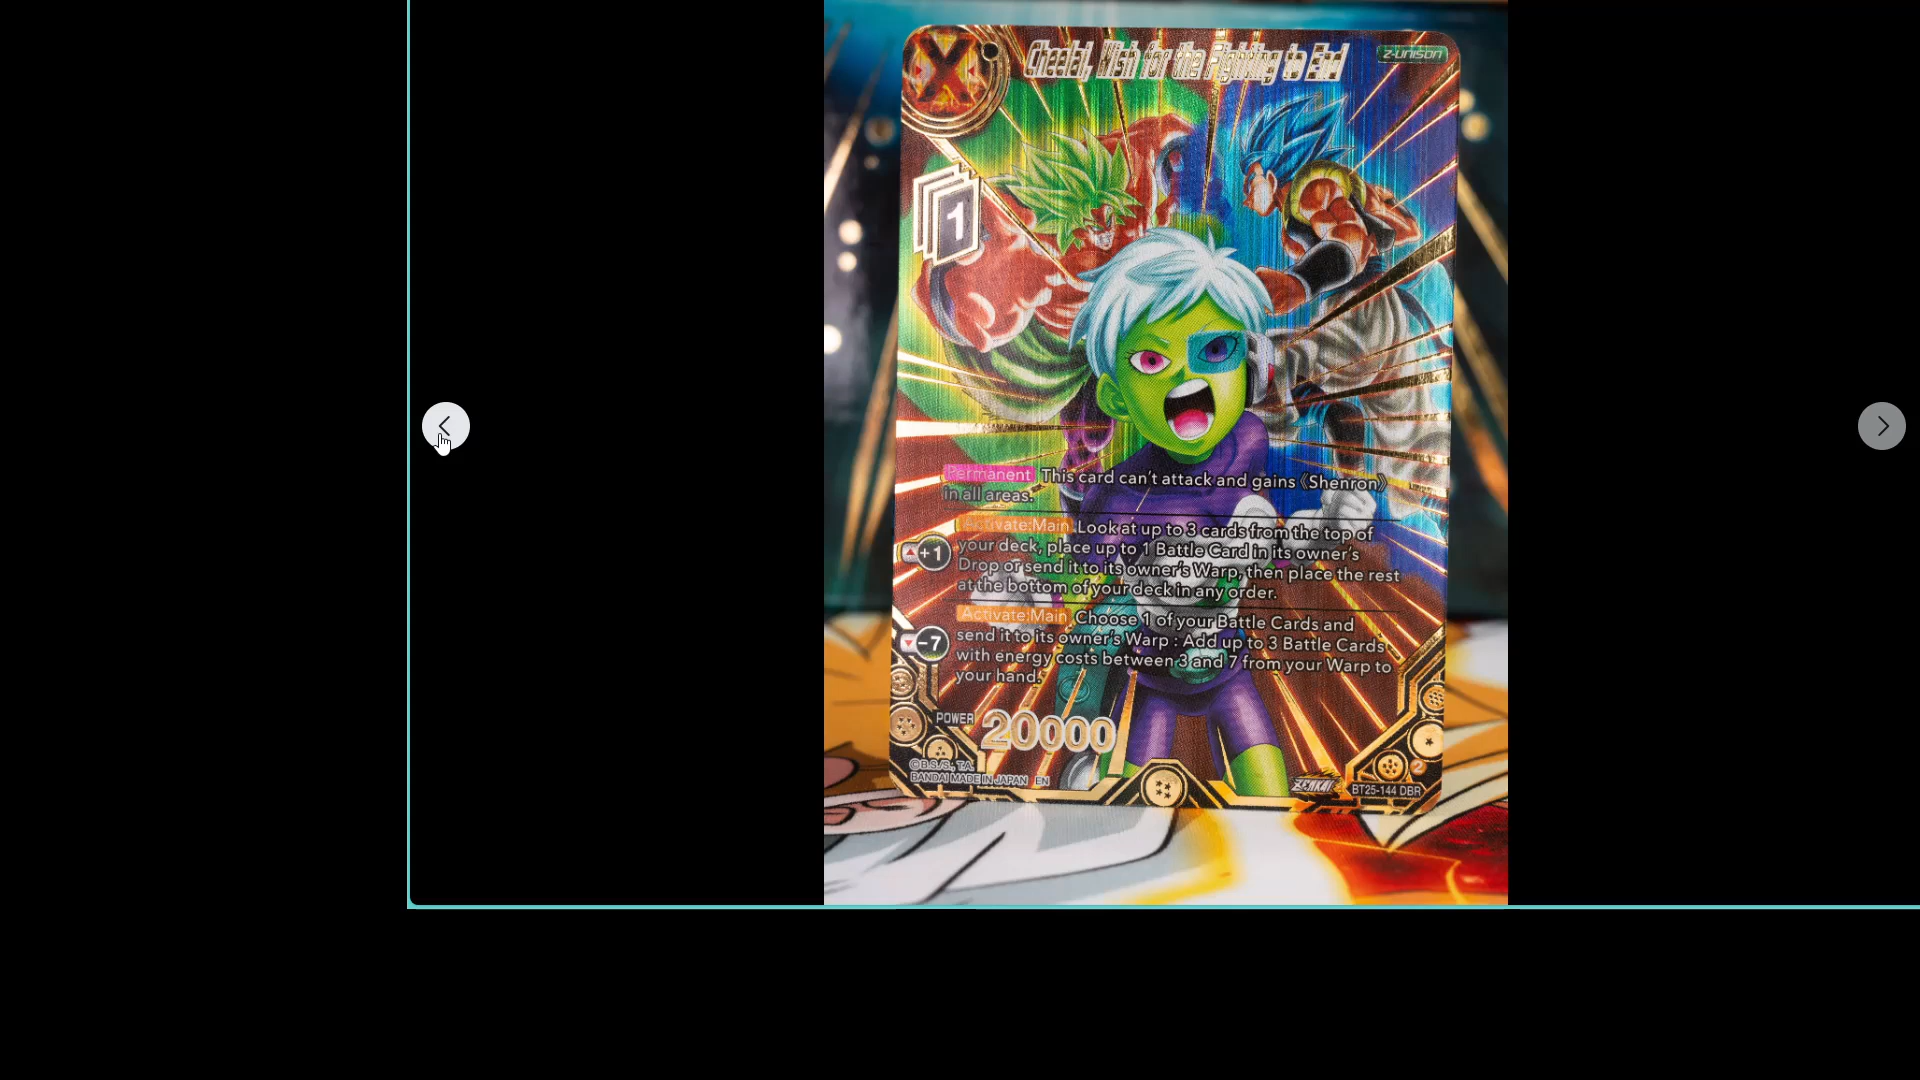 Cheelai, Wish for the Fighting to End
Z-UNISON
1
Permanent This card can't attack and gains 《Shenron》
in all areas.
+1
Activate:Main Look at up to 3 cards from the top of
your deck, place up to 1 Battle Card in its owner's
Drop or send it to its owner's Warp, then place the rest
at the bottom of your deck in any order.
-7
Activate:Main Choose 1 of your Battle Cards and
send it to its owner's Warp : Add up to 3 Battle Cards
with energy costs between 3 and 7 from your Warp to
your hand.
POWER 20000
©B.S./S., T.A.
BANDAI MADE IN JAPAN EN
ZENKAI
2
BT25-144 DBR